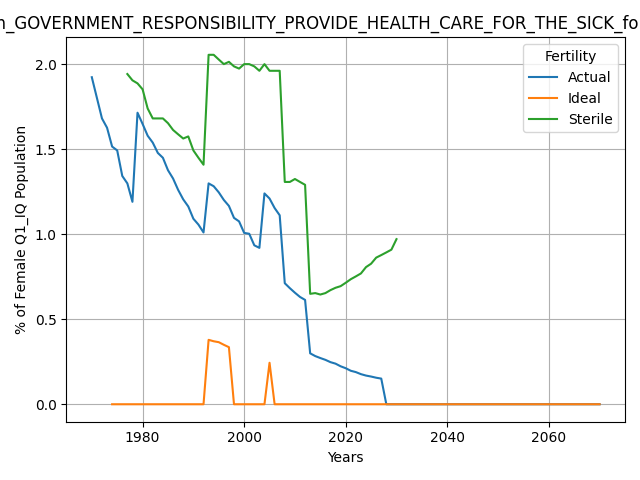 n_GOVERNMENT_RESPONSIBILITY_PROVIDE_HEALTH_CARE_FOR_THE_SICK_fo
Fertility
Actual
Ideal
Sterile
% of Female Q1_IQ Population
2.0
1.5
1.0
0.5
0.0
1980 2000 2020 2040 2060
Years